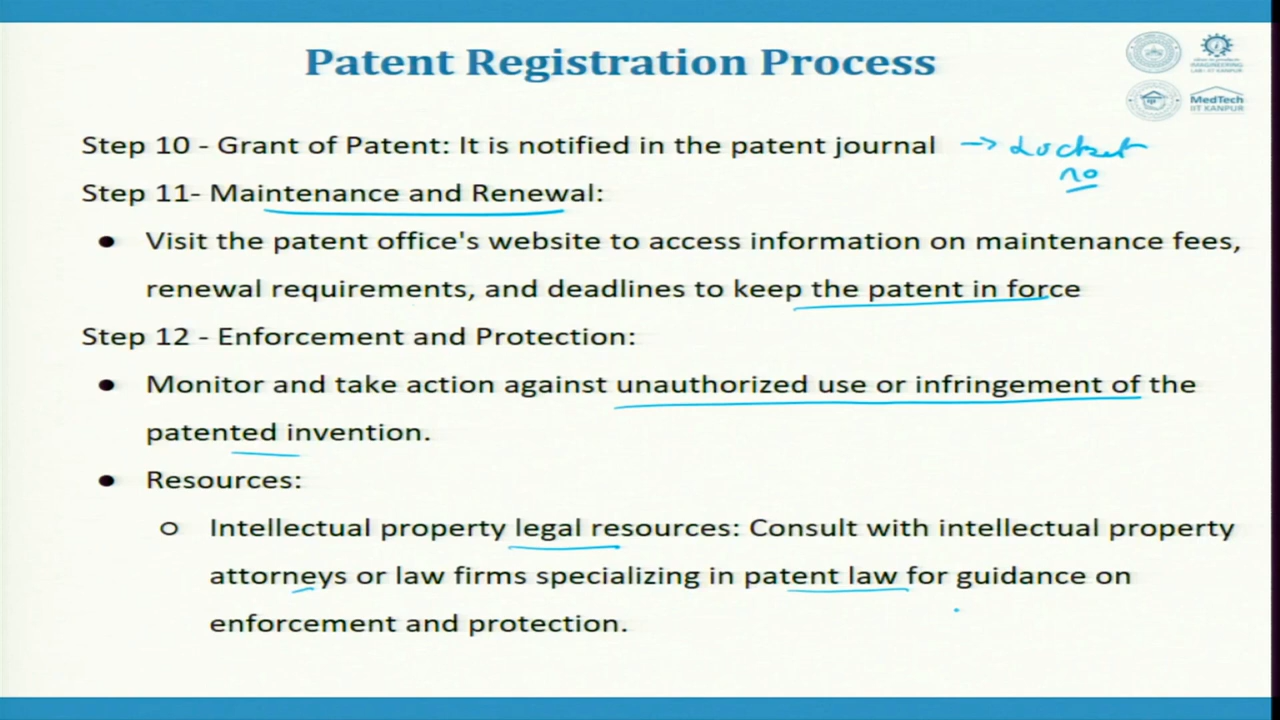 Patent Registration Process
MedTech
IIT KANPUR
Step 10 - Grant of Patent: It is notified in the patent journal → Docket
no
Step 11- Maintenance and Renewal:
● Visit the patent office's website to access information on maintenance fees,
renewal requirements, and deadlines to keep the patent in force
Step 12 - Enforcement and Protection:
● Monitor and take action against unauthorized use or infringement of the
patented invention.
● Resources:
○ Intellectual property legal resources: Consult with intellectual property
attorneys or law firms specializing in patent law for guidance on
enforcement and protection.